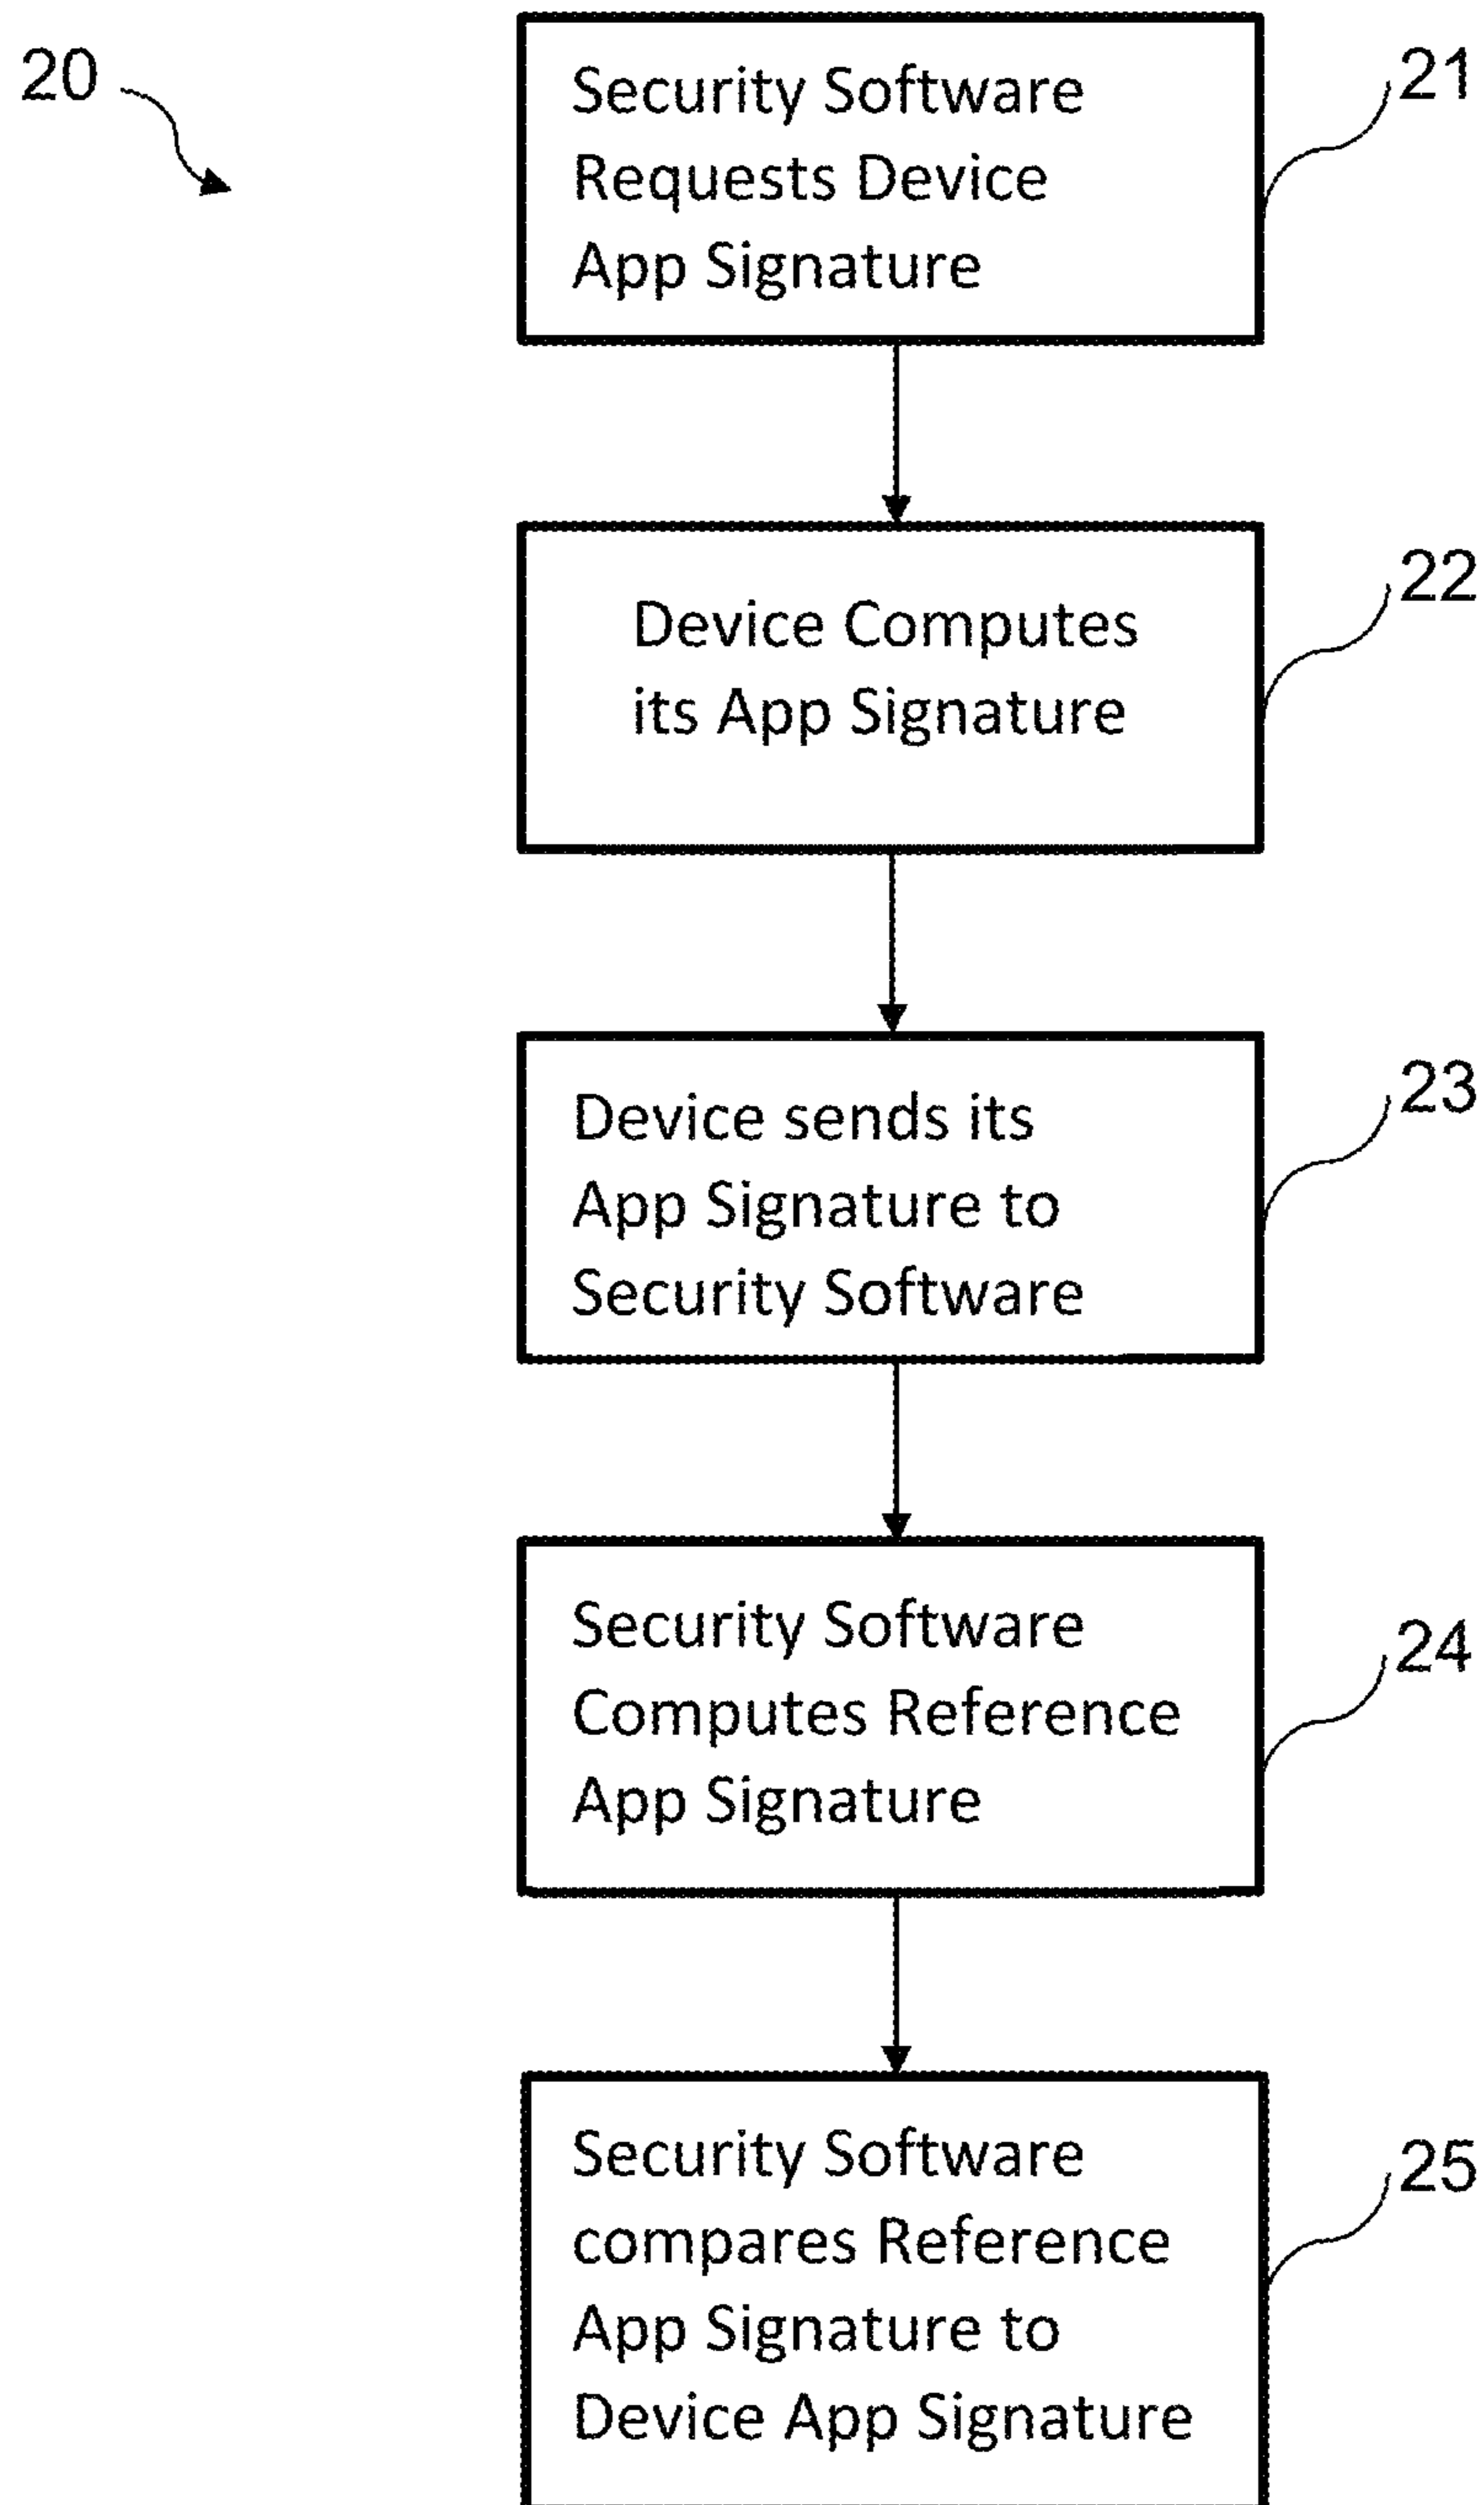 20
Security Software
Requests Device
App Signature
21
Device Computes
its App Signature
22
Device sends its
App Signature to
Security Software
23
Security Software
Computes Reference
App Signature
24
Security Software
compares Reference
App Signature to
Device App Signature
25